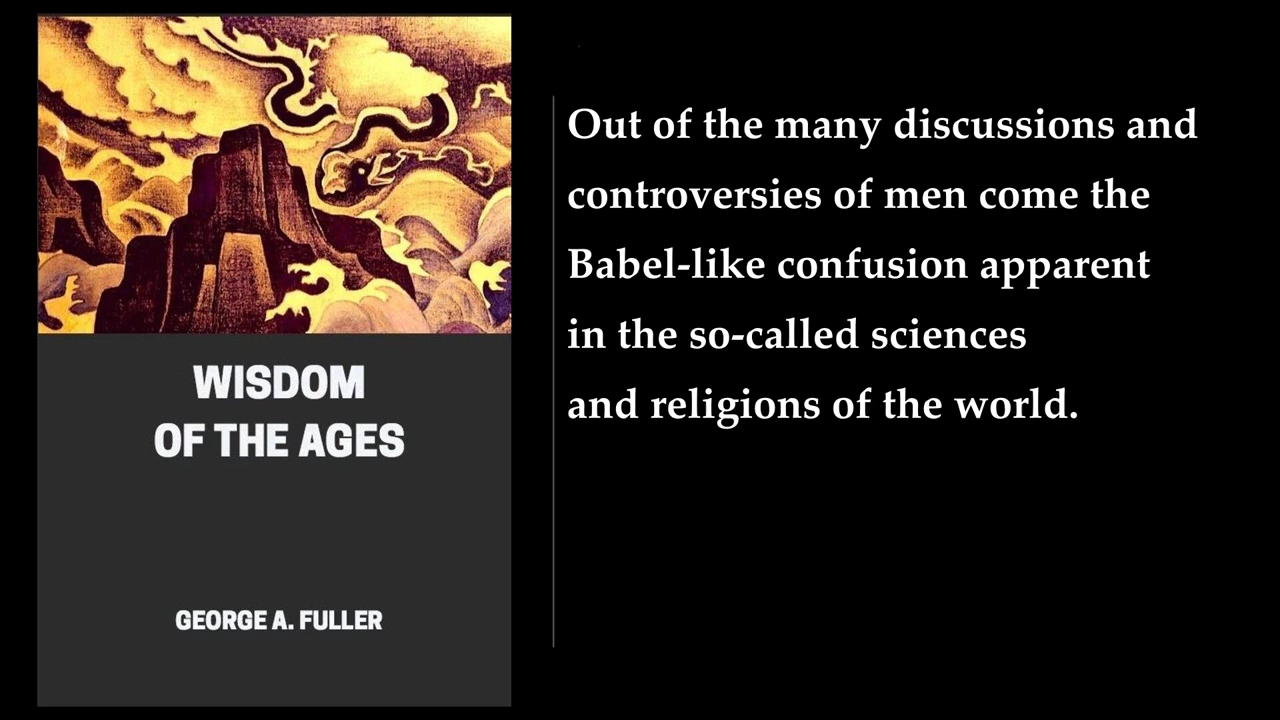 WISDOM
OF THE AGES
GEORGE A. FULLER
Out of the many discussions and
controversies of men come the
Babel-like confusion apparent
in the so-called sciences
and religions of the world.